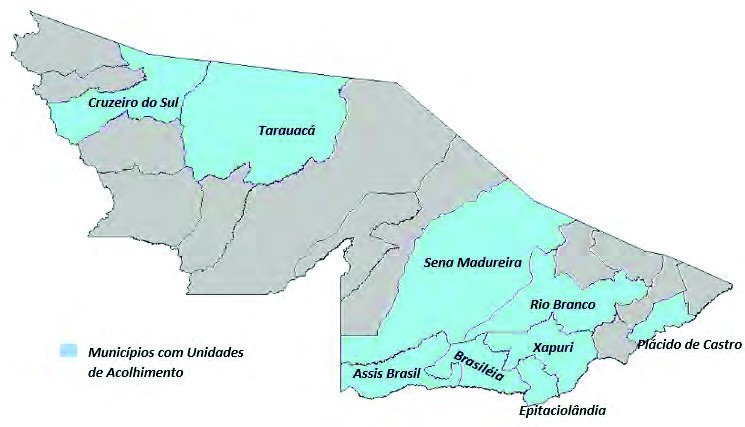 Cruzeiro do Sul
Tarauacá
Sena Madureira
Rio Branco
Xapuri
Plácido de Castro
Municípios com Unidades
de Acolhimento
Assis Brasil
Brasiléia
Epitaciolândia